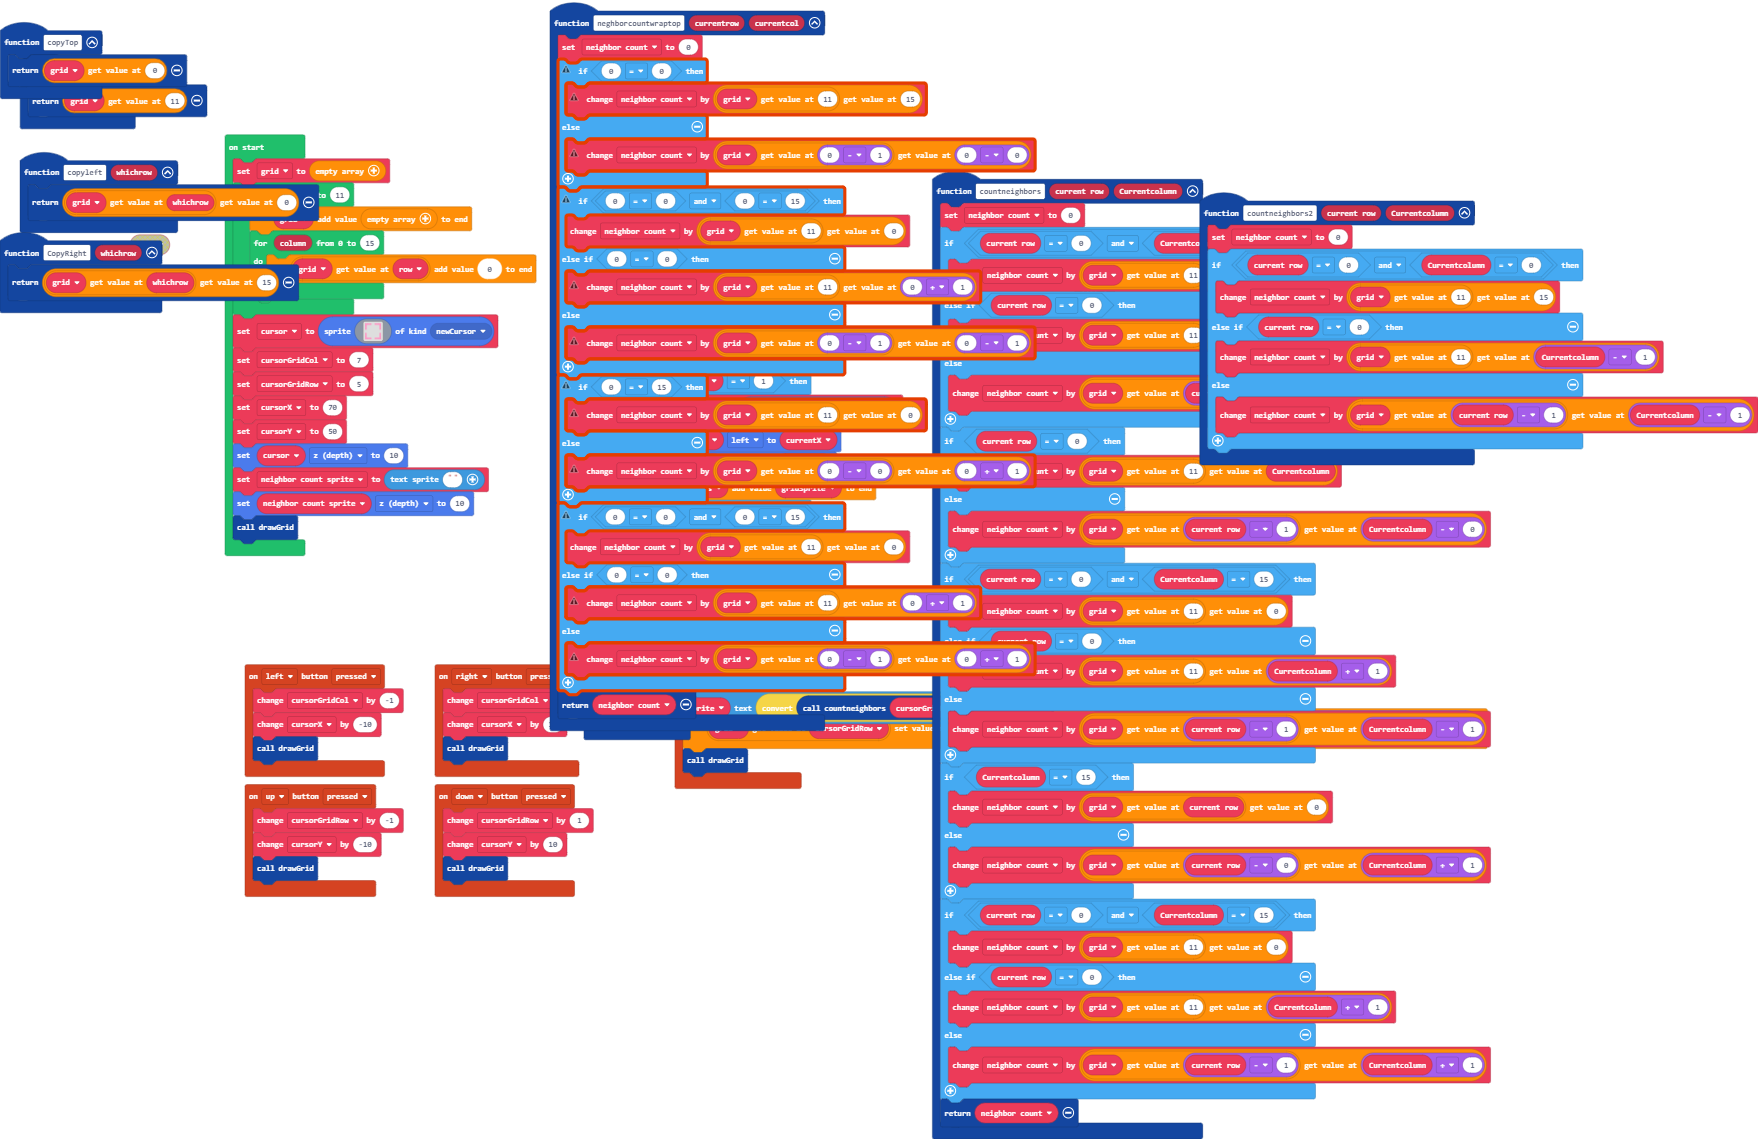 function copyTop
return grid get value at 0
return grid get value at 11
function copyleft whichrow
return grid get value at whichrow get value at 0
function CopyRight whichrow
return grid get value at whichrow get value at 15
on start
set grid to empty array
to 11
add value empty array to end
for column from 0 to 15
do
grid get value at row add value 0 to end
set cursor to sprite of kind newCursor
set cursorGridCol to 7
set cursorGridRow to 5
set cursorX to 70
set cursorY to 50
set cursor z (depth) to 10
set neighbor count sprite to text sprite " "
set neighbor count sprite z (depth) to 10
call drawGrid
on left button pressed
change cursorGridCol by -1
change cursorX by -10
call drawGrid
on right button
change cursorGridCol
change cursorX by
call drawGrid
on up button pressed
change cursorGridRow by -1
change cursorY by -10
call drawGrid
on down button pressed
change cursorGridRow by 1
change cursorY by 10
call drawGrid
function neghborcountwraptop currentrow currentcol
set neighbor count to 0
if 0 = 0 then
change neighbor count by grid get value at 11 get value at 15
else
change neighbor count by grid get value at 0 - 1 get value at 0 - 0
if 0 = 0 and 0 = 15 then
change neighbor count by grid get value at 11 get value at 0
else if 0 = 0 then
change neighbor count by grid get value at 11 get value at 0 + 1
else
change neighbor count by grid get value at 0 - 1 get value at 0 - 1
if 0 = 15 then
change neighbor count by grid get value at 11 get value at 0
else
change neighbor count by grid get value at 0 - 0 get value at 0 + 1
if 0 = 0 and 0 = 15 then
change neighbor count by grid get value at 11 get value at 0
else if 0 = 0 then
change neighbor count by grid get value at 11 get value at 0 + 1
else
change neighbor count by grid get value at 0 - 1 get value at 0 + 1
return neighbor count
= 1 then
left to currentX
add value gridSprite to end
text convert call countneighbors
set value
call drawGrid
function countneighbors current row Currentcolumn
set neighbor count to 0
if current row = 0 and
change neighbor count by grid get value at 11
else if current row = 0 then
by grid get value at 11
else
change neighbor count by grid get value at
if current row = 0 then
by grid get value at 11 get value at Currentcolumn
else
change neighbor count by grid get value at current row - 1 get value at Currentcolumn - 0
if current row = 0 and Currentcolumn = 15 then
neighbor count by grid get value at 11 get value at 0
else if current row = 0 then
by grid get value at 11 get value at Currentcolumn + 1
else
change neighbor count by grid get value at current row - 1 get value at Currentcolumn - 1
if Currentcolumn = 15 then
change neighbor count by grid get value at current row get value at 0
else
change neighbor count by grid get value at current row - 0 get value at Currentcolumn + 1
if current row = 0 and Currentcolumn = 15 then
change neighbor count by grid get value at 11 get value at 0
else if current row = 0 then
change neighbor count by grid get value at 11 get value at Currentcolumn + 1
else
change neighbor count by grid get value at current row - 1 get value at Currentcolumn + 1
return neighbor count
function countneighbors2 current row Currentcolumn
set neighbor count to 0
if current row = 0 and Currentcolumn = 0 then
change neighbor count by grid get value at 11 get value at 15
else if current row = 0 then
change neighbor count by grid get value at 11 get value at Currentcolumn - 1
else
change neighbor count by grid get value at current row - 1 get value at Currentcolumn - 1